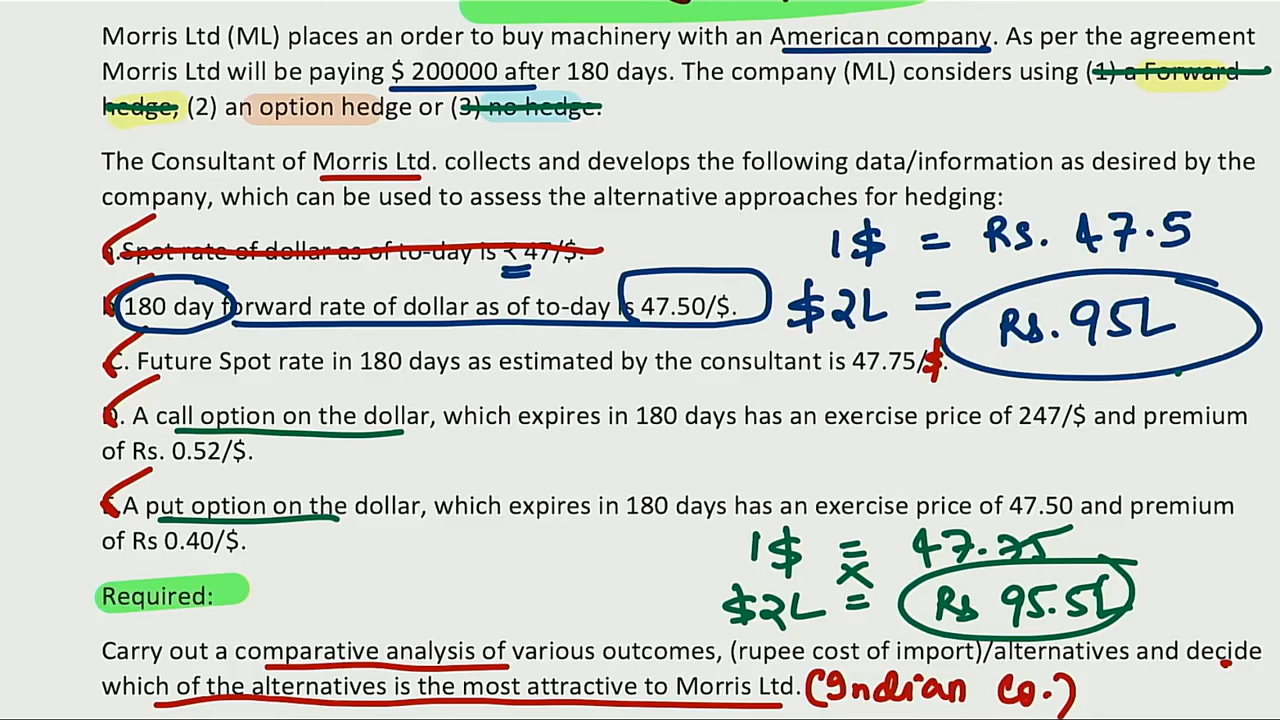 Morris Ltd (ML) places an order to buy machinery with an American company. As per the agreement
Morris Ltd will be paying $ 200000 after 180 days. The company (ML) considers using (1) a Forward
hedge, (2) an option hedge or (3) no hedge.
The Consultant of Morris Ltd. collects and develops the following data/information as desired by the
company, which can be used to assess the alternative approaches for hedging:
Spot rate of dollar as of to-day is ₹ 47/$.
1$ = Rs. 47.5
180 day forward rate of dollar as of to-day is 47.50/$.
$2L = Rs. 95L
C. Future Spot rate in 180 days as estimated by the consultant is 47.75/$.
D. A call option on the dollar, which expires in 180 days has an exercise price of 247/$ and premium
of Rs. 0.52/$.
A put option on the dollar, which expires in 180 days has an exercise price of 47.50 and premium
of Rs 0.40/$.
1$ = 47.75
$2L = Rs 95.5L
Required:
Carry out a comparative analysis of various outcomes, (rupee cost of import)/alternatives and decide
which of the alternatives is the most attractive to Morris Ltd. (Indian Co.)